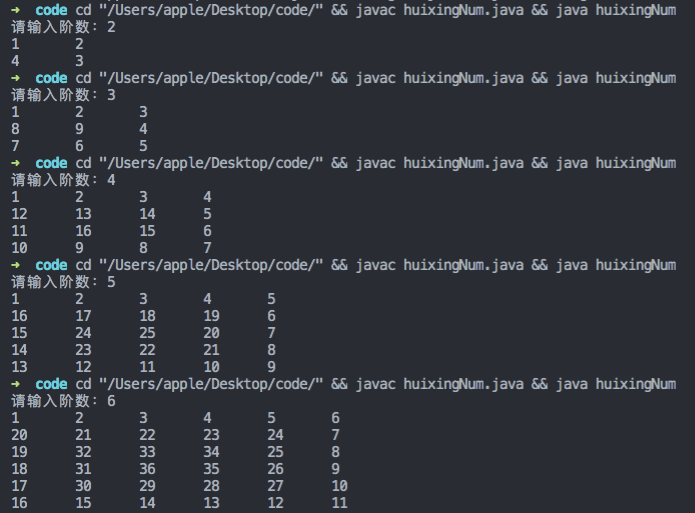 ➜  code cd "/Users/apple/Desktop/code/" && javac huixingNum.java && java huixingNum
请输入阶数：2
1       2
4       3
➜  code cd "/Users/apple/Desktop/code/" && javac huixingNum.java && java huixingNum
请输入阶数：3
1       2       3
8       9       4
7       6       5
➜  code cd "/Users/apple/Desktop/code/" && javac huixingNum.java && java huixingNum
请输入阶数：4
1       2       3       4
12      13      14      5
11      16      15      6
10      9       8       7
➜  code cd "/Users/apple/Desktop/code/" && javac huixingNum.java && java huixingNum
请输入阶数：5
1       2       3       4       5
16      17      18      19      6
15      24      25      20      7
14      23      22      21      8
13      12      11      10      9
➜  code cd "/Users/apple/Desktop/code/" && javac huixingNum.java && java huixingNum
请输入阶数：6
1       2       3       4       5       6
20      21      22      23      24      7
19      32      33      34      25      8
18      31      36      35      26      9
17      30      29      28      27      10
16      15      14      13      12      11